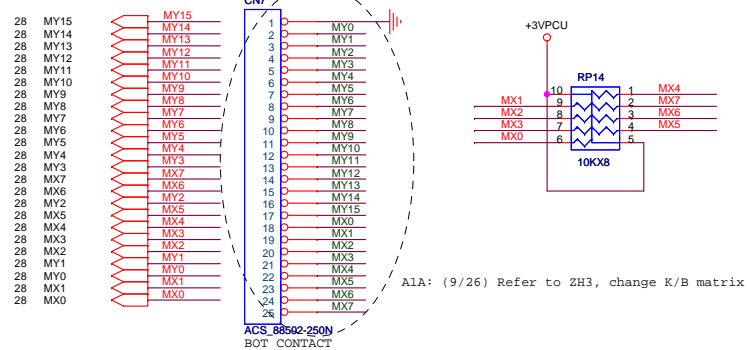 CN7
28 MY15 MY15
28 MY14 MY14
28 MY13 MY13
28 MY12 MY12
28 MY11 MY11
28 MY10 MY10
28 MY9 MY9
28 MY8 MY8
28 MY7 MY7
28 MY6 MY6
28 MY5 MY5
28 MY4 MY4
28 MY3 MY3
28 MX7 MX7
28 MX6 MX6
28 MY2 MY2
28 MX5 MX5
28 MX4 MX4
28 MX3 MX3
28 MX2 MX2
28 MY1 MY1
28 MY0 MY0
28 MX1 MX1
28 MX0 MX0
1
2 MY0
3 MY1
4 MY2
5 MY3
6 MY4
7 MY5
8 MY6
9 MY7
10 MY8
11 MY9
12 MY10
13 MY11
14 MY12
15 MY13
16 MY14
17 MY15
18 MX0
19 MX1
20 MX2
21 MX3
22 MX4
23 MX5
24 MX6
25 MX7
ACS_88502-250N
BOT CONTACT
+3VPCU
RP14
10 1 MX4
MX1 9 2 MX7
MX2 8 3 MX6
MX3 7 4 MX5
MX0 6 5
10KX8
A1A: (9/26) Refer to ZH3, change K/B matrix